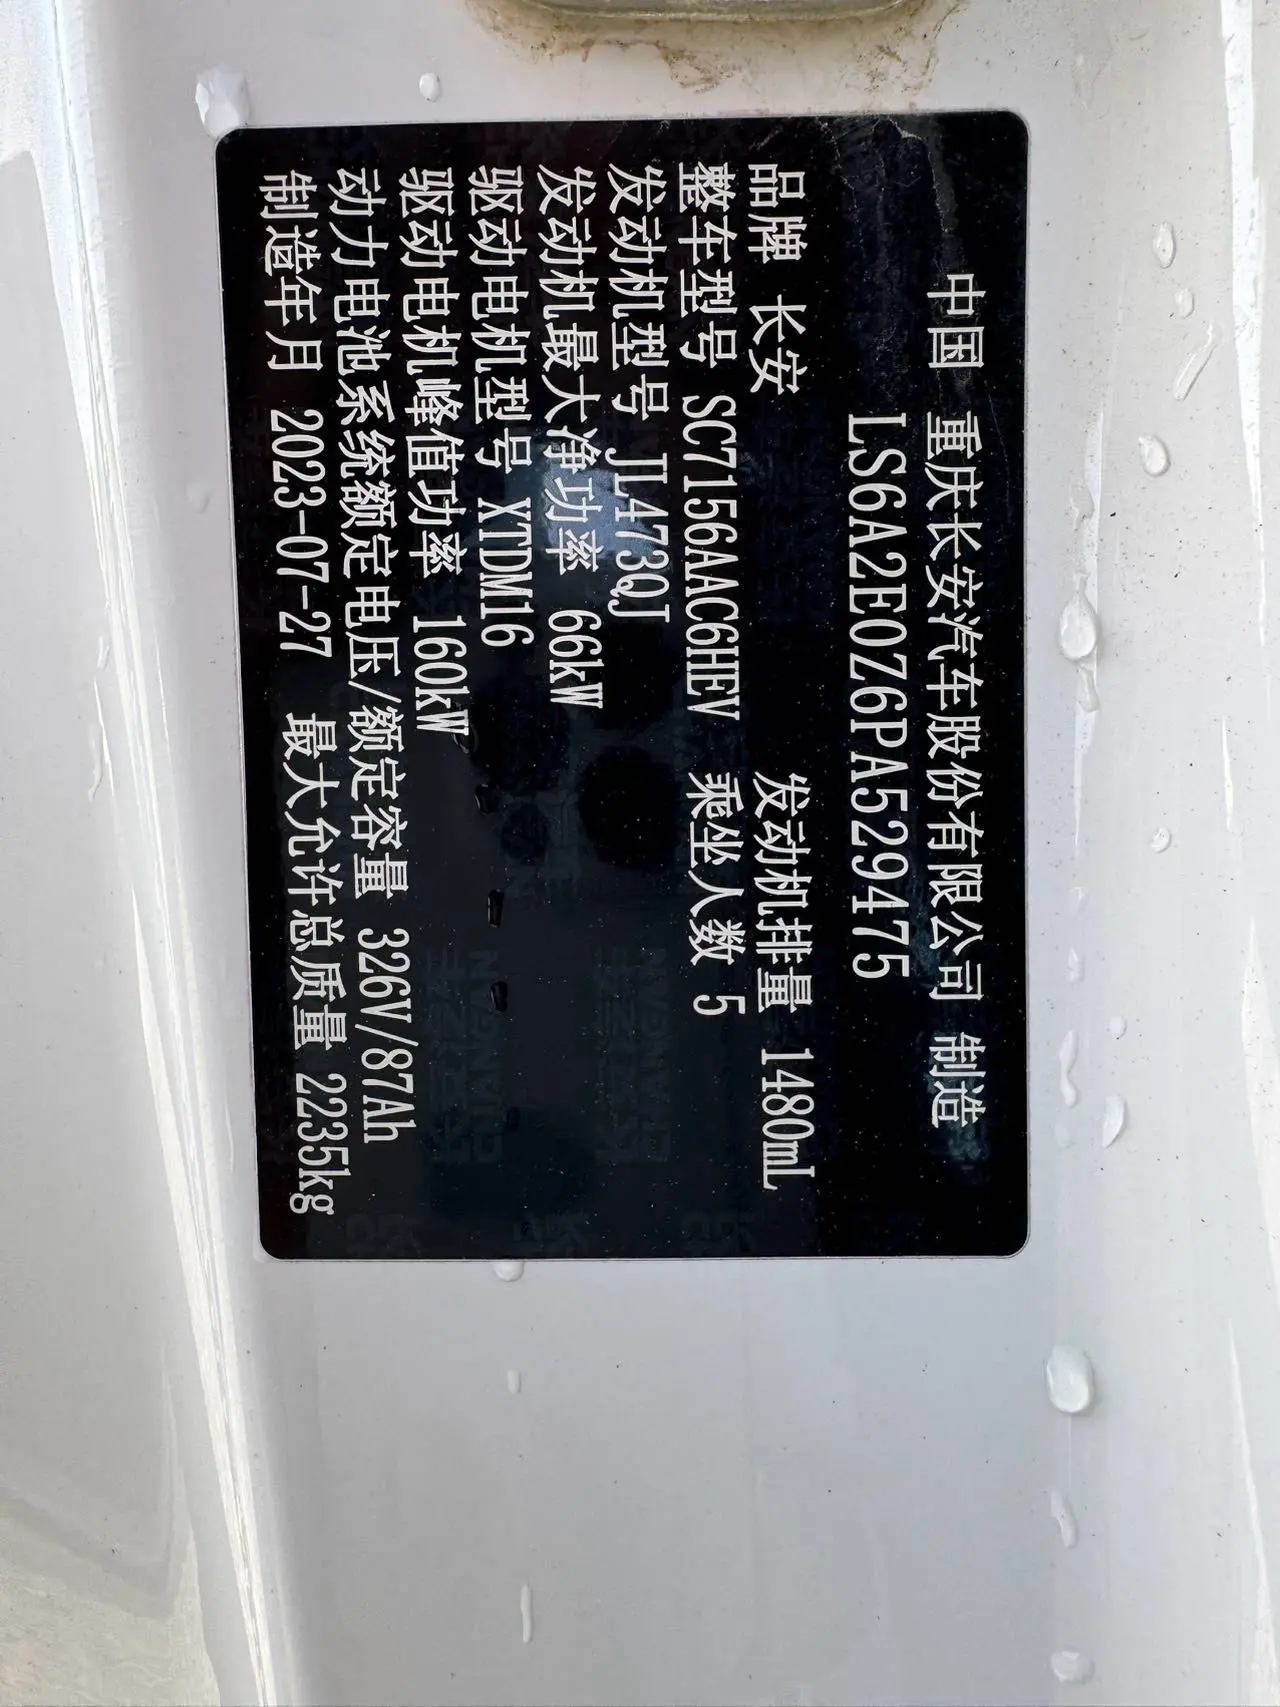 中国 重庆长安汽车股份有限公司 制造
LS6A2E0Z6PA529475
品牌 长安 发动机排量 1480mL
整车型号 SC7156AAC6HEV 乘坐人数 5
发动机型号 JL473QJ
发动机最大净功率 66kW
驱动电机型号 XTDM16
驱动电机峰值功率 160kW
动力电池系统额定电压/额定容量 326V/87Ah
制造年月 2023-07-27 最大允许总质量 2235kg